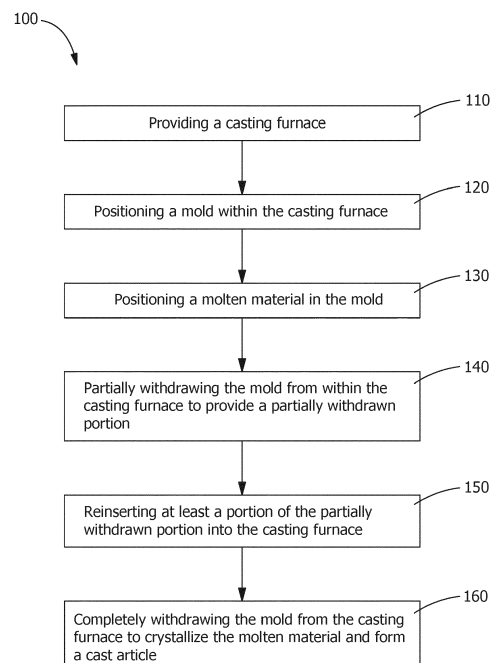 100
110
Providing a casting furnace
120
Positioning a mold within the casting furnace
130
Positioning a molten material in the mold
140
Partially withdrawing the mold from within the
casting furnace to provide a partially withdrawn
portion
150
Reinserting at least a portion of the partially
withdrawn portion into the casting furnace
160
Completely withdrawing the mold from the casting
furnace to crystallize the molten material and form
a cast article